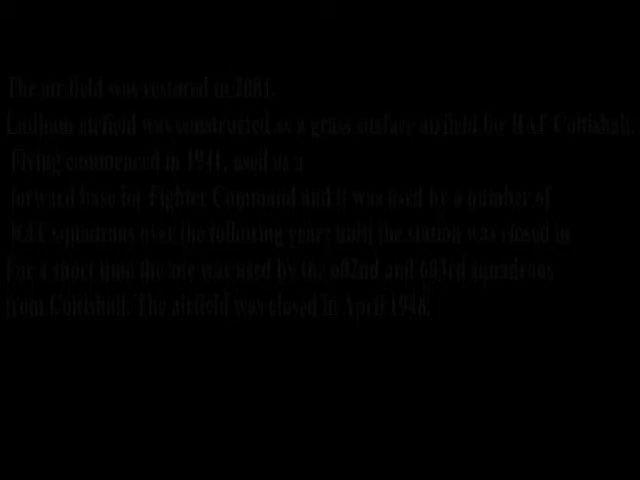 The air field was restored in 2001.
Ludham airfield was constructed as a grass surface airfield for RAF Coltishall.
Flying commenced in 1941, used as a
forward base for Fighter Command and it was used by a number of
RAF squadrons over the following years until the station was closed in
For a short time the site was used by the 602nd and 603rd squadrons
from Coltishall. The airfield was closed in April 1946.